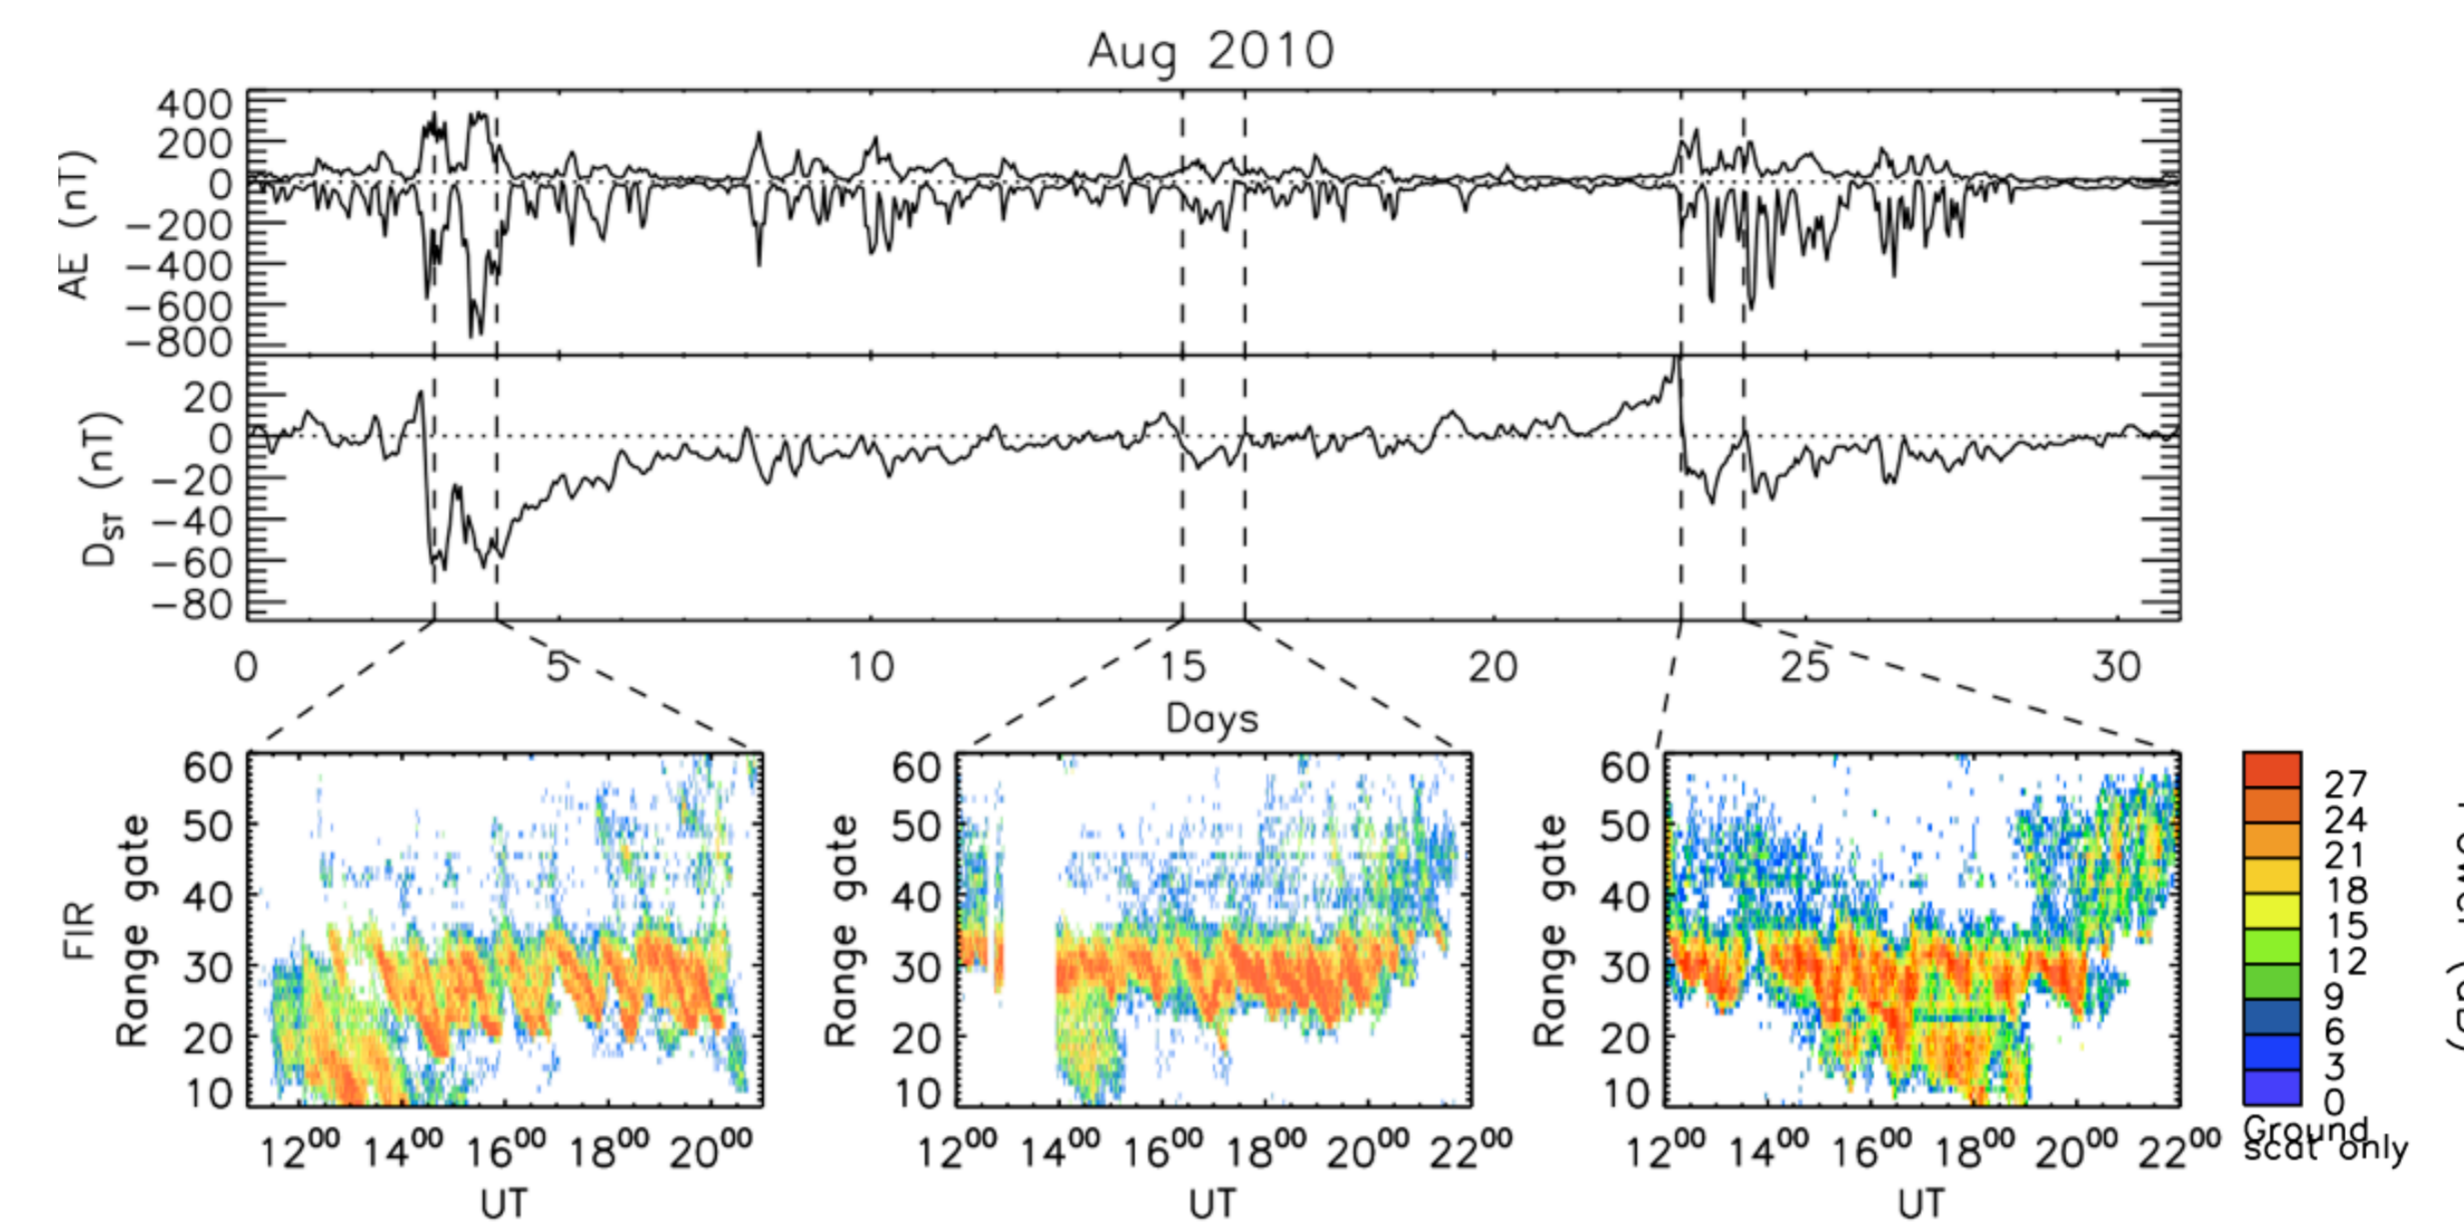 Aug 2010
400
200
0
−200
−400
−600
−800
AE (nT)
20
0
−20
−40
−60
−80
DST (nT)
0 5 10 15 20 25 30
Days
FIR
Range gate
60
50
40
30
20
10
12⁰⁰ 14⁰⁰ 16⁰⁰ 18⁰⁰ 20⁰⁰
UT
Range gate
60
50
40
30
20
10
12⁰⁰ 14⁰⁰ 16⁰⁰ 18⁰⁰ 20⁰⁰ 22⁰⁰
UT
Range gate
60
50
40
30
20
10
12⁰⁰ 14⁰⁰ 16⁰⁰ 18⁰⁰ 20⁰⁰ 22⁰⁰
UT
27
24
21
18
15
12
9
6
3
0
Ground
scat only